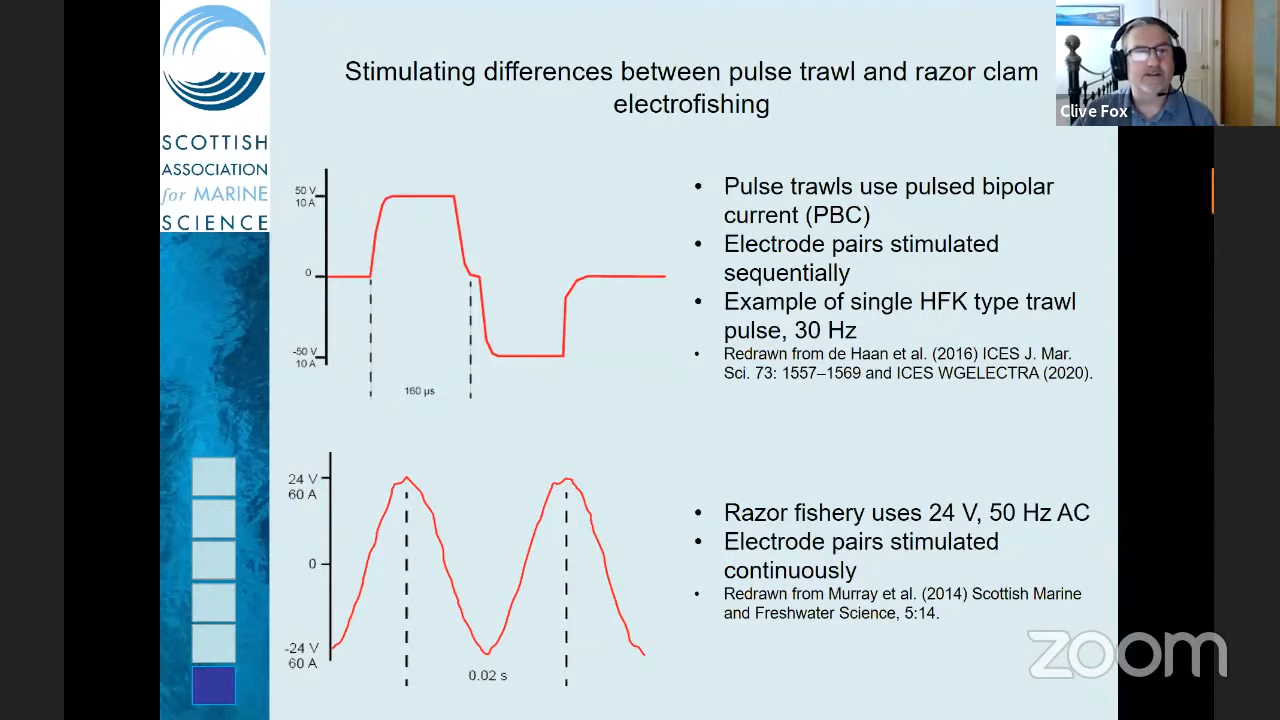 Stimulating differences between pulse trawl and razor clam
electrofishing
Clive Fox
SCOTTISH
ASSOCIATION
for MARINE
SCIENCE
50 V
10 A
0
-50 V
10 A
160 µs
• Pulse trawls use pulsed bipolar
current (PBC)
• Electrode pairs stimulated
sequentially
• Example of single HFK type trawl
pulse, 30 Hz
• Redrawn from de Haan et al. (2016) ICES J. Mar.
Sci. 73: 1557–1569 and ICES WGELECTRA (2020).
24 V
60 A
0
-24 V
60 A
0.02 s
• Razor fishery uses 24 V, 50 Hz AC
• Electrode pairs stimulated
continuously
• Redrawn from Murray et al. (2014) Scottish Marine
and Freshwater Science, 5:14.
zoom